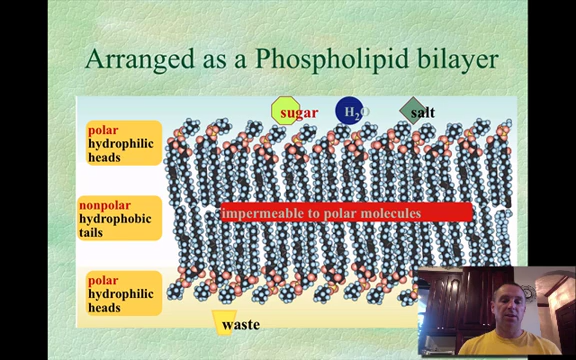 Arranged as a Phospholipid bilayer
sugar
H₂O
salt
polar
hydrophilic
heads
nonpolar
hydrophobic
tails
impermeable to polar molecules
polar
hydrophilic
heads
waste